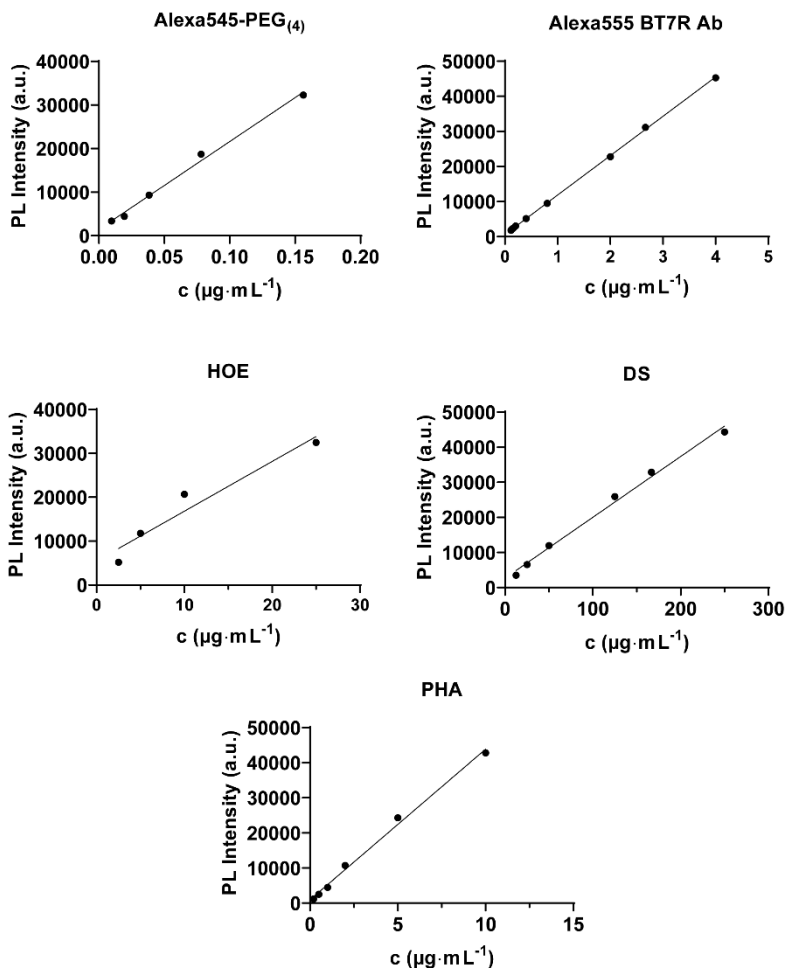 Alexa545-PEG(4)
PL Intensity (a.u.)
40000
30000
20000
10000
0
0.00 0.05 0.10 0.15 0.20
c (µg·mL-1)
Alexa555 BT7R Ab
PL Intensity (a.u.)
50000
40000
30000
20000
10000
0
0 1 2 3 4 5
c (µg·mL-1)
HOE
PL Intensity (a.u.)
40000
30000
20000
10000
0
0 10 20 30
c (µg·mL-1)
DS
PL Intensity (a.u.)
50000
40000
30000
20000
10000
0
0 100 200 300
c (µg·mL-1)
PHA
PL Intensity (a.u.)
50000
40000
30000
20000
10000
0
0 5 10 15
c (µg·mL-1)